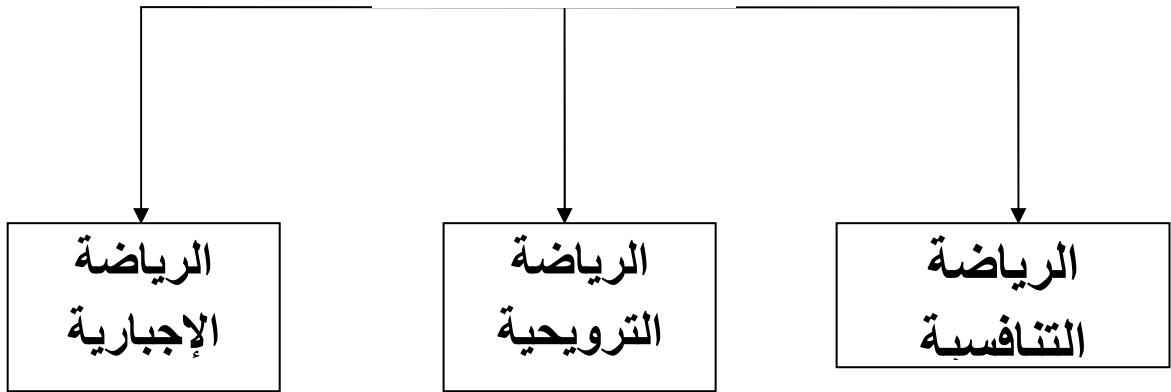 الرياضة
التنافسية
الرياضة
الترويحية
الرياضة
الإجبارية